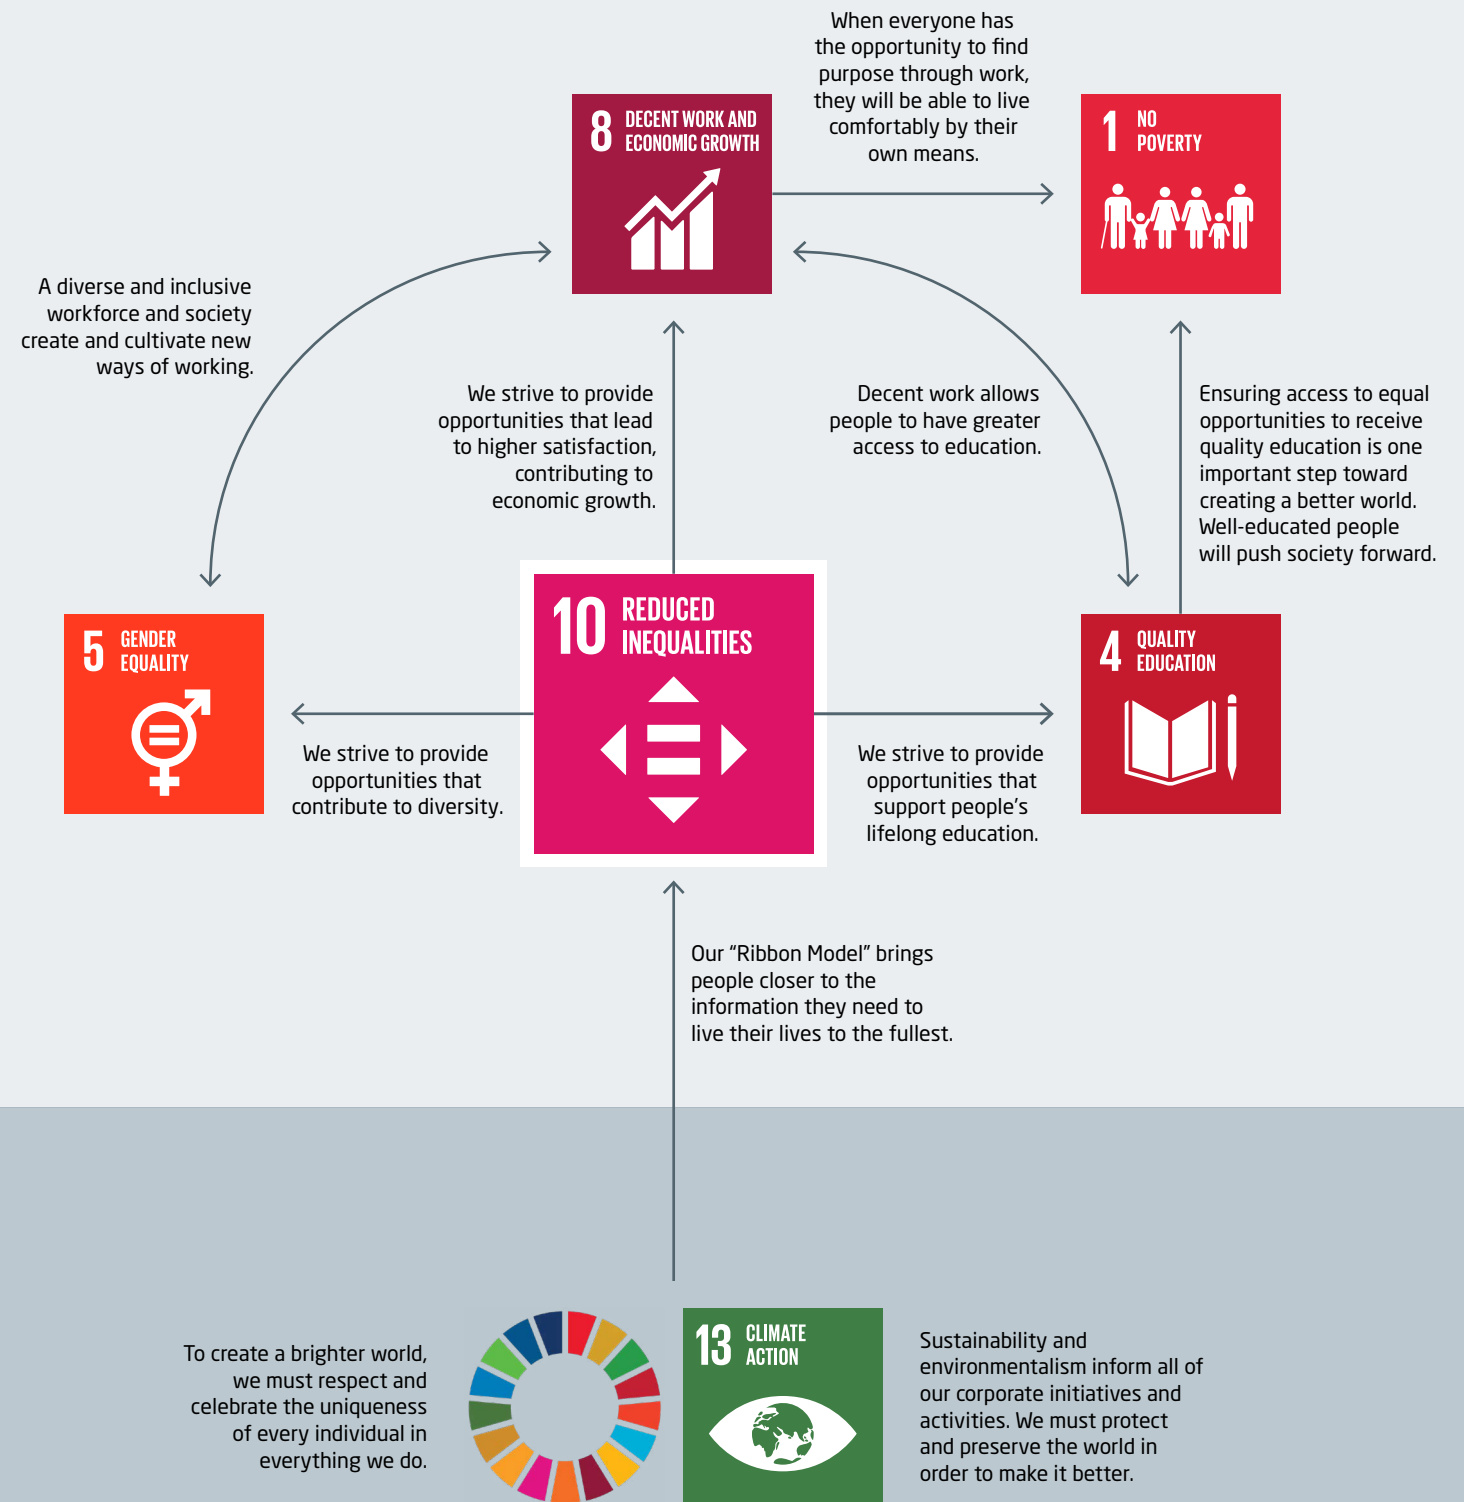 When everyone has
the opportunity to find
purpose through work,
they will be able to live
comfortably by their
own means.
8 DECENT WORK AND
ECONOMIC GROWTH
1 NO
POVERTY
A diverse and inclusive
workforce and society
create and cultivate new
ways of working.
We strive to provide
opportunities that lead
to higher satisfaction,
contributing to
economic growth.
Decent work allows
people to have greater
access to education.
Ensuring access to equal
opportunities to receive
quality education is one
important step toward
creating a better world.
Well-educated people
will push society forward.
5 GENDER
EQUALITY
10 REDUCED
INEQUALITIES
4 QUALITY
EDUCATION
We strive to provide
opportunities that
contribute to diversity.
We strive to provide
opportunities that
support people's
lifelong education.
Our “Ribbon Model” brings
people closer to the
information they need to
live their lives to the fullest.
To create a brighter world,
we must respect and
celebrate the uniqueness
of every individual in
everything we do.
13 CLIMATE
ACTION
Sustainability and
environmentalism inform all of
our corporate initiatives and
activities. We must protect
and preserve the world in
order to make it better.